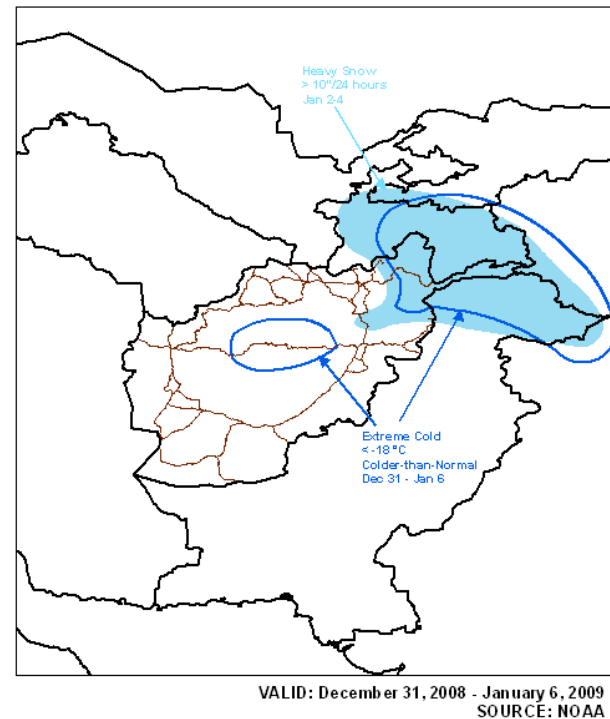 Heavy Snow
> 10"/24 hours
Jan 2-4
Extreme Cold
< -18 °C
Colder-than-Normal
Dec 31 - Jan 6
VALID: December 31, 2008 - January 6, 2009
SOURCE: NOAA